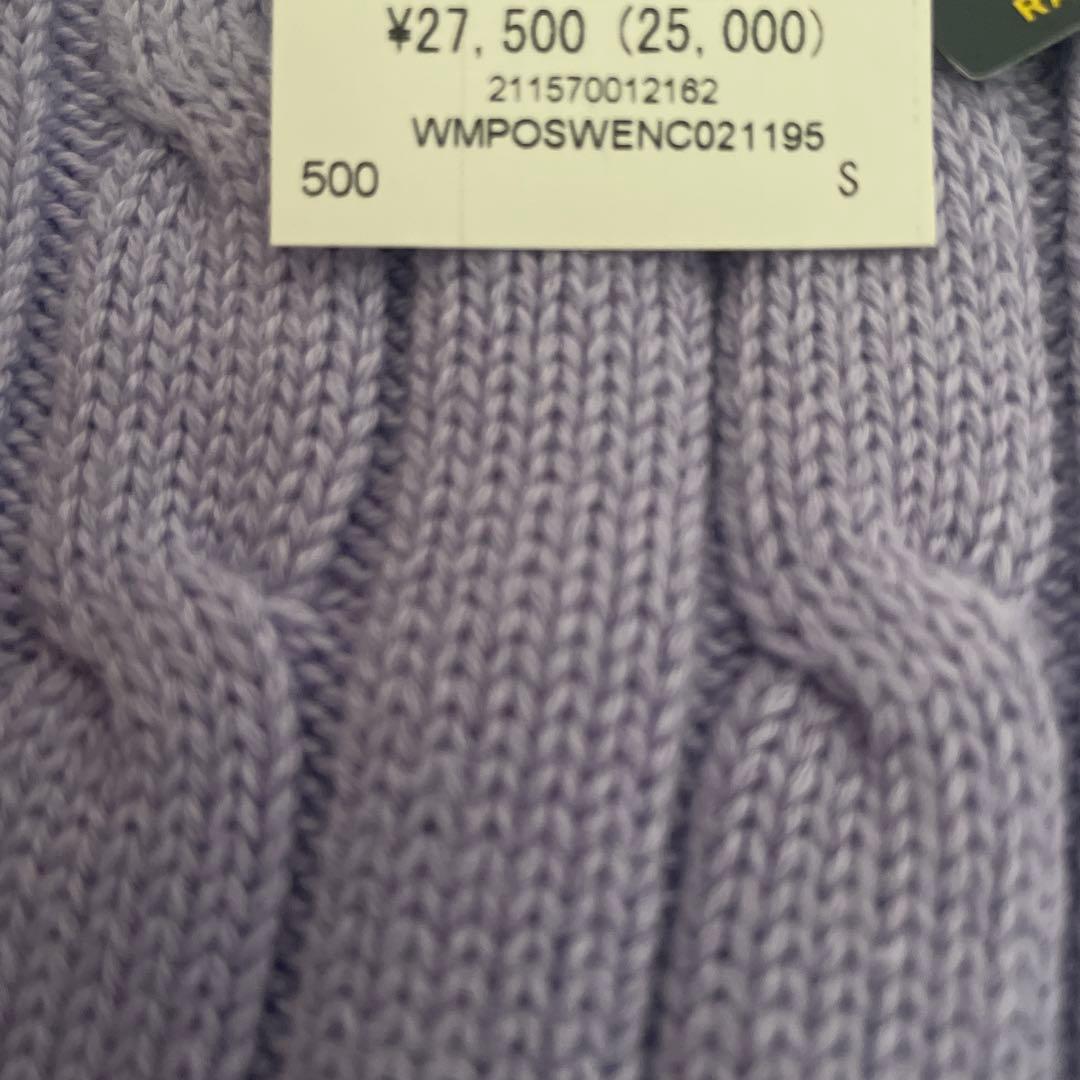 ¥27,500 (25,000)
211570012162
WMPOSWENC021195
500 S